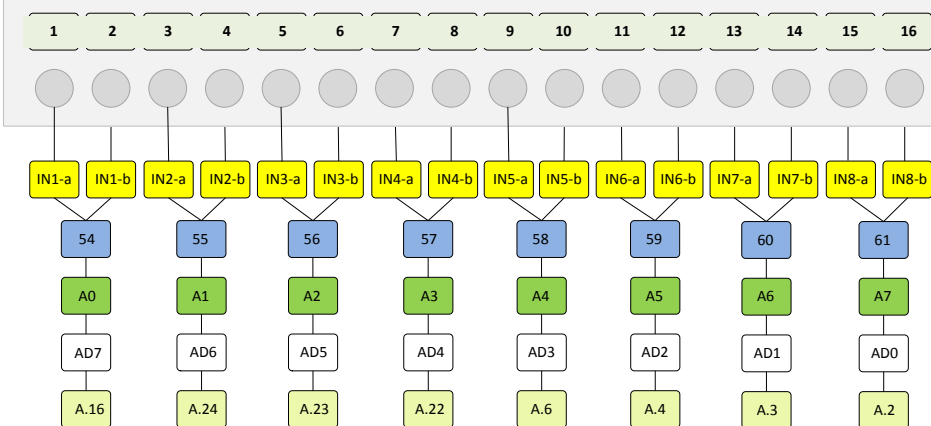 1 2 3 4 5 6 7 8 9 10 11 12 13 14 15 16
IN1-a IN1-b IN2-a IN2-b IN3-a IN3-b IN4-a IN4-b IN5-a IN5-b IN6-a IN6-b IN7-a IN7-b IN8-a IN8-b
54 55 56 57 58 59 60 61
A0 A1 A2 A3 A4 A5 A6 A7
AD7 AD6 AD5 AD4 AD3 AD2 AD1 AD0
A.16 A.24 A.23 A.22 A.6 A.4 A.3 A.2